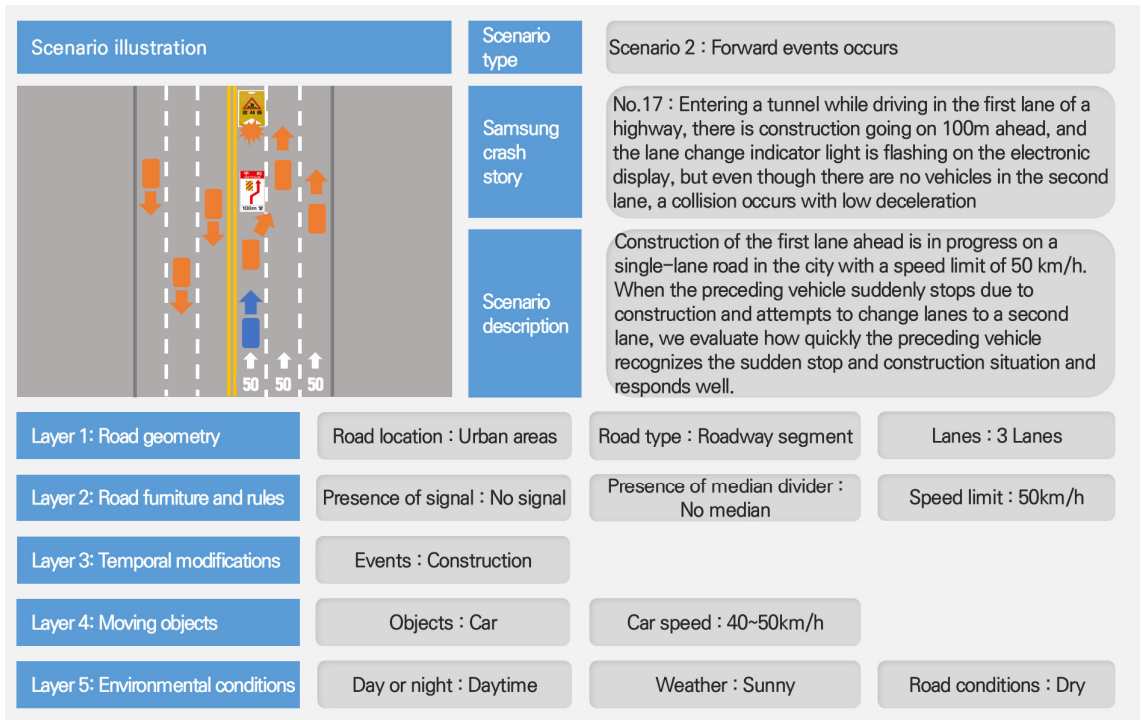 Scenario illustration
Scenario
type
Scenario 2 : Forward events occurs
공 사 중
우 회
100m 앞
50 50 50
Samsung
crash
story
No.17 : Entering a tunnel while driving in the first lane of a
highway, there is construction going on 100m ahead, and
the lane change indicator light is flashing on the electronic
display, but even though there are no vehicles in the second
lane, a collision occurs with low deceleration
Scenario
description
Construction of the first lane ahead is in progress on a
single-lane road in the city with a speed limit of 50 km/h.
When the preceding vehicle suddenly stops due to
construction and attempts to change lanes to a second
lane, we evaluate how quickly the preceding vehicle
recognizes the sudden stop and construction situation and
responds well.
Layer 1: Road geometry
Road location : Urban areas
Road type : Roadway segment
Lanes : 3 Lanes
Layer 2: Road furniture and rules
Presence of signal : No signal
Presence of median divider :
No median
Speed limit : 50km/h
Layer 3: Temporal modifications
Events : Construction
Layer 4: Moving objects
Objects : Car
Car speed : 40~50km/h
Layer 5: Environmental conditions
Day or night : Daytime
Weather : Sunny
Road conditions : Dry